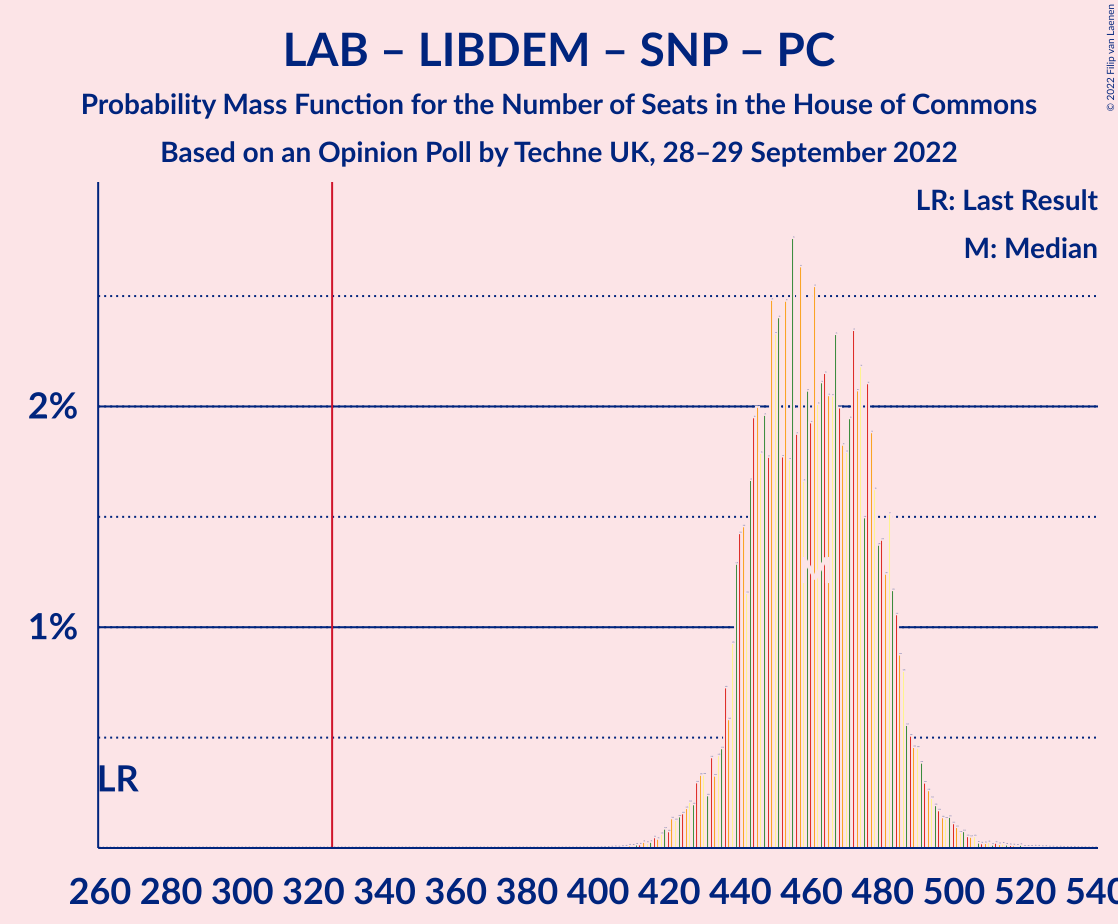 LAB – LIBDEM – SNP – PC
Probability Mass Function for the Number of Seats in the House of Commons
Based on an Opinion Poll by Techne UK, 28–29 September 2022
© 2022 Filip van Laenen
LR: Last Result
M: Median
2%
1%
LR
M
260 280 300 320 340 360 380 400 420 440 460 480 500 520 540